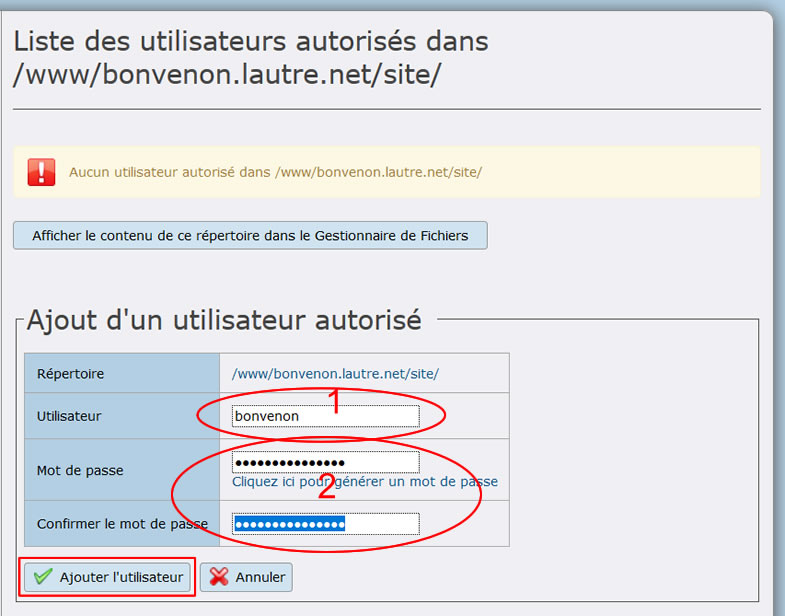 Liste des utilisateurs autorisés dans
/www/bonvenon.lautre.net/site/
Aucun utilisateur autorisé dans /www/bonvenon.lautre.net/site/
Afficher le contenu de ce répertoire dans le Gestionnaire de Fichiers
Ajout d'un utilisateur autorisé
Répertoire /www/bonvenon.lautre.net/site/
1
Utilisateur bonvenon
Mot de passe •••••••••••••••
Cliquez ici pour générer un mot de passe
2
Confirmer le mot de passe •••••••••••••••
Ajouter l'utilisateur Annuler